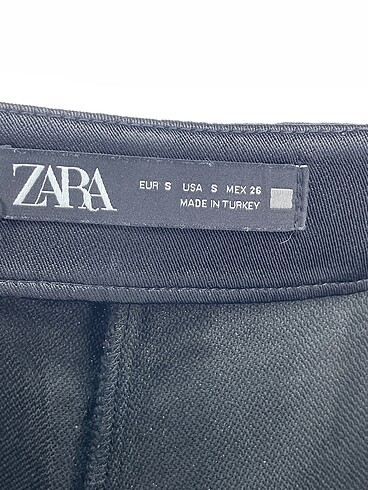 ZARA
EUR S USA S MEX 26
MADE IN TURKEY